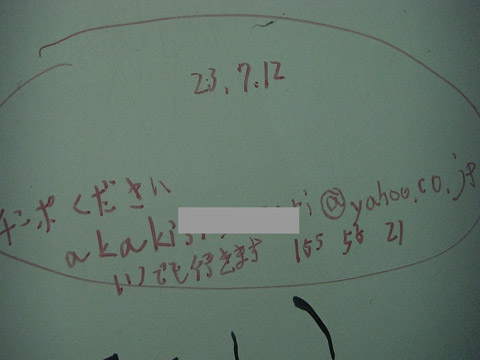 23.7.12
チンポください
akakis ri@yahoo.co.jp
いつでも行きます 165 56 21